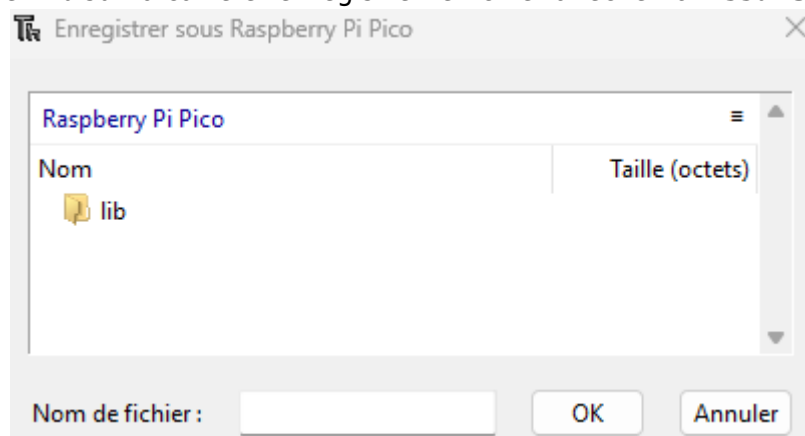 Enregistrer sous Raspberry Pi Pico
Raspberry Pi Pico
Nom Taille (octets)
lib
Nom de fichier : OK Annuler